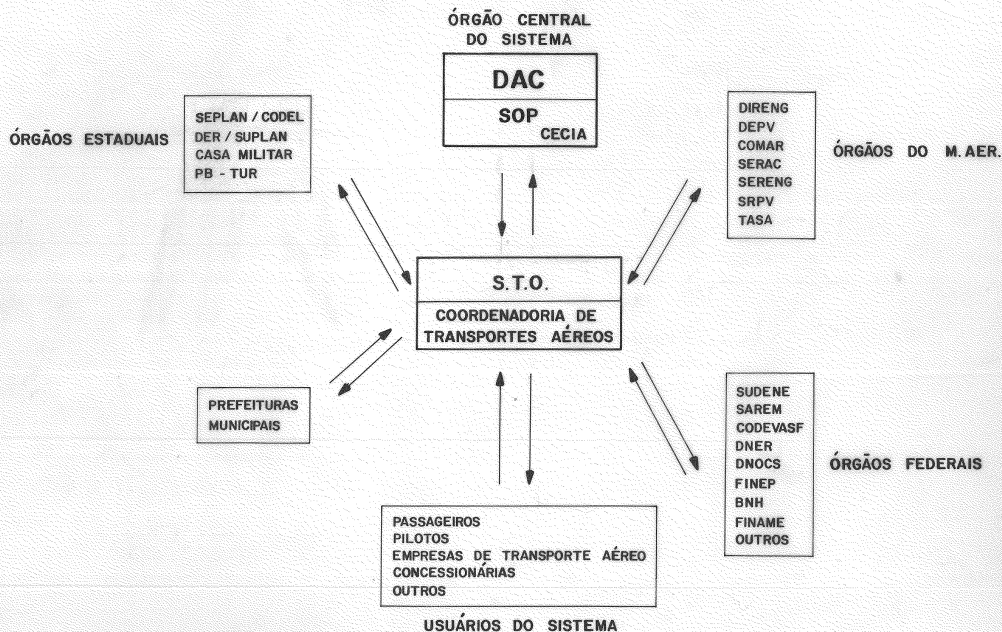 ÓRGÃO CENTRAL
DO SISTEMA
DAC
SOP
CECIA
ÓRGÃOS ESTADUAIS
SEPLAN / CODEL
DER / SUPLAN
CASA MILITAR
PB - TUR
DIRENG
DEPV
COMAR
SERAC
SERENG
SRPV
TASA
ÓRGÃOS DO M. AER.
S.T.O.
COORDENADORIA DE
TRANSPORTES AÉREOS
PREFEITURAS
MUNICIPAIS
SUDENE
SAREM
CODEVASF
DNER
DNOCS
FINEP
BNH
FINAME
OUTROS
ÓRGÃOS FEDERAIS
PASSAGEIROS
PILOTOS
EMPRESAS DE TRANSPORTE AÉREO
CONCESSIONÁRIAS
OUTROS
USUÁRIOS DO SISTEMA